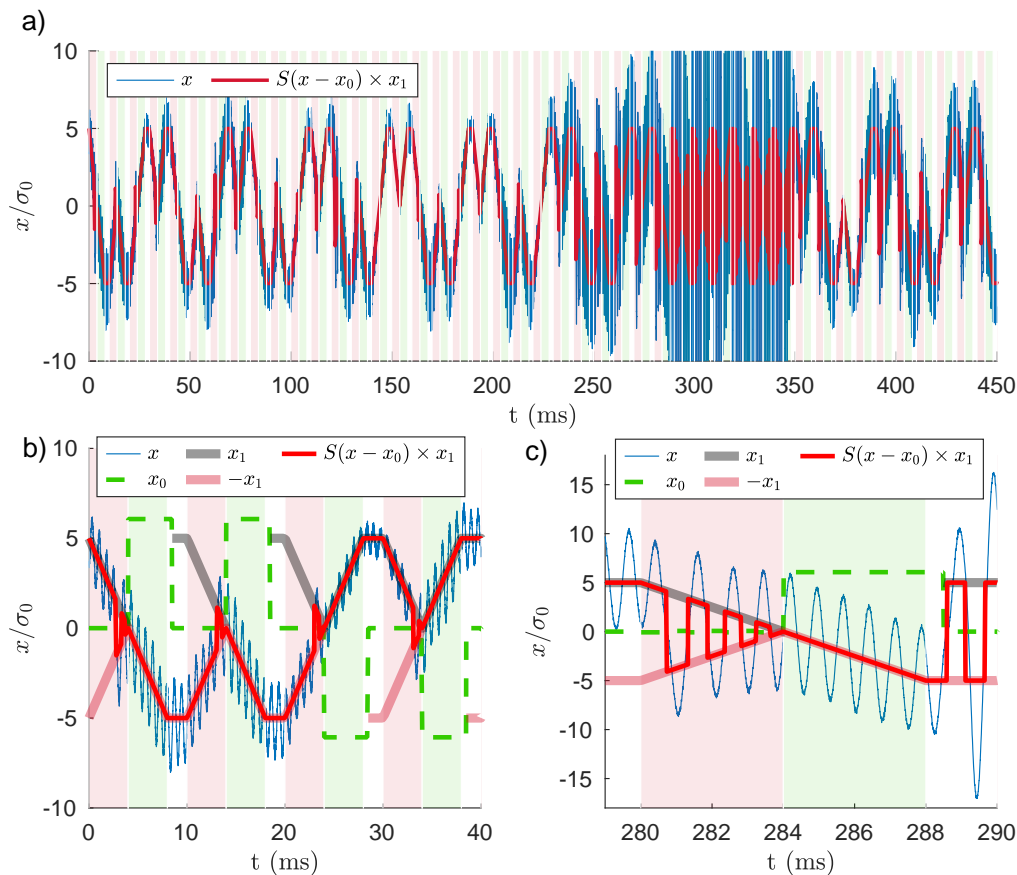 a)
10
5
0
-5
-10
x/σ₀
x
S(x − x₀) × x₁
0 50 100 150 200 250 300 350 400 450
t (ms)
b)
10
5
0
-5
-10
x/σ₀
x x₁ S(x − x₀) × x₁
x₀ −x₁
0 10 20 30 40
t (ms)
c)
15
10
5
0
-5
-10
-15
x/σ₀
x x₁ S(x − x₀) × x₁
x₀ −x₁
280 282 284 286 288 290
t (ms)